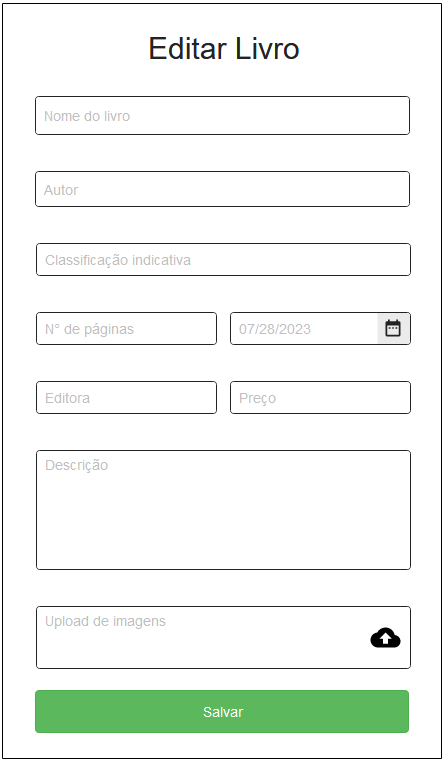 Editar Livro
Nome do livro
Autor
Classificação indicativa
N° de páginas
07/28/2023
Editora
Preço
Descrição
Upload de imagens
Salvar